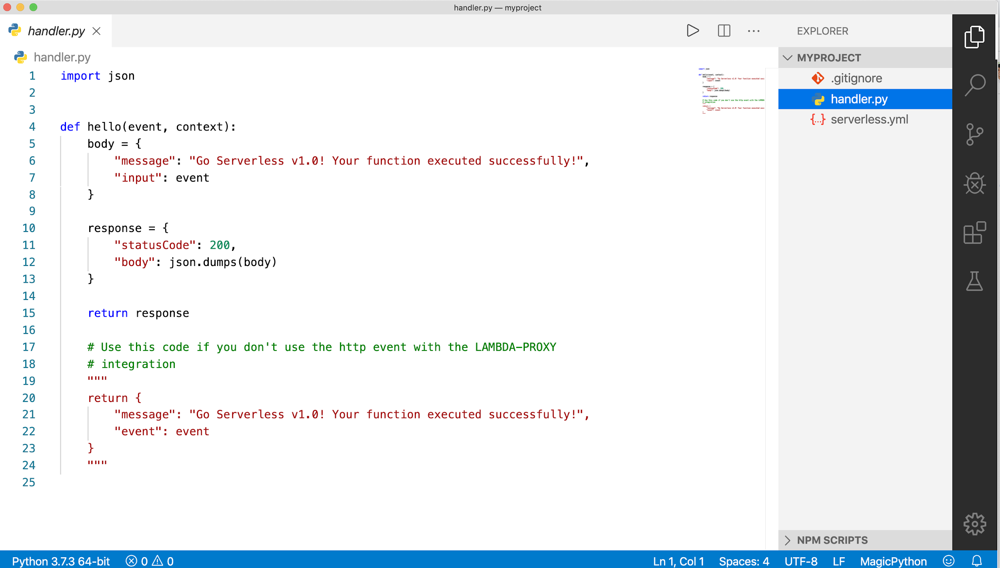 handler.py — myproject
handler.py
EXPLORER
handler.py
MYPROJECT
.gitignore
handler.py
serverless.yml
1 import json
2
3
4 def hello(event, context):
5     body = {
6         "message": "Go Serverless v1.0! Your function executed successfully!",
7         "input": event
8     }
9
10     response = {
11         "statusCode": 200,
12         "body": json.dumps(body)
13     }
14
15     return response
16
17     # Use this code if you don't use the http event with the LAMBDA-PROXY
18     # integration
19     """
20     return {
21         "message": "Go Serverless v1.0! Your function executed successfully!",
22         "event": event
23     }
24     """
25
NPM SCRIPTS
Python 3.7.3 64-bit 0 0 Ln 1, Col 1 Spaces: 4 UTF-8 LF MagicPython